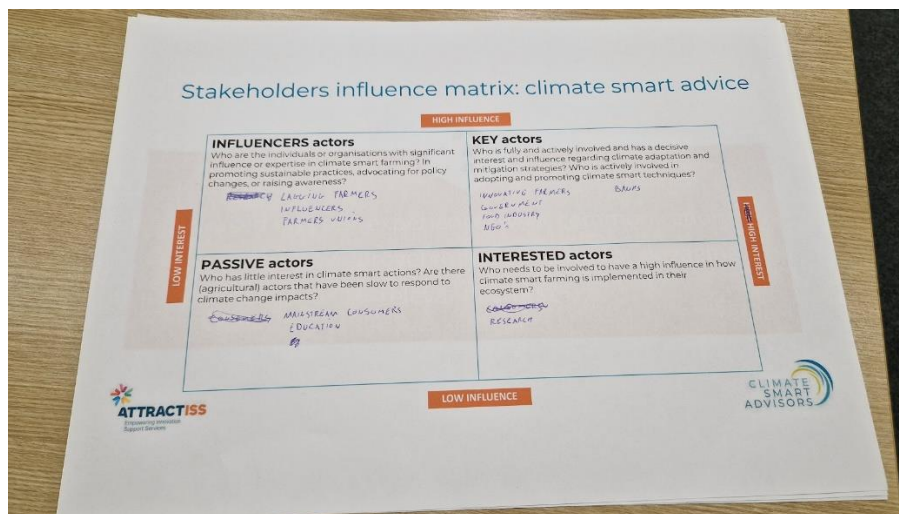 Stakeholders influence matrix: climate smart advice
HIGH INFLUENCE
INFLUENCERS actors
Who are the individuals or organisations with significant
influence or expertise in climate smart farming? In
promoting sustainable practices, advocating for policy
changes, or raising awareness?
FARMERS
INFLUENCERS
FARMERS UNIONS
KEY actors
Who is fully and actively involved and has a decisive
interest and influence regarding climate adaptation and
mitigation strategies? Who is actively involved in
adopting and promoting climate smart techniques?
INNOVATIVE FARMERS BANKS
GOVERNMENT
FOOD INDUSTRY
NGO's
LOW INTEREST
HIGH INTEREST
PASSIVE actors
Who has little interest in climate smart actions? Are there
(agricultural) actors that have been slow to respond to
climate change impacts?
MAINSTREAM CONSUMERS
EDUCATION
INTERESTED actors
Who needs to be involved to have a high influence in how
climate smart farming is implemented in their
ecosystem?
RESEARCH
LOW INFLUENCE
ATTRACTISS
Empowering Innovation
Support Services
CLIMATE
SMART
ADVISORS